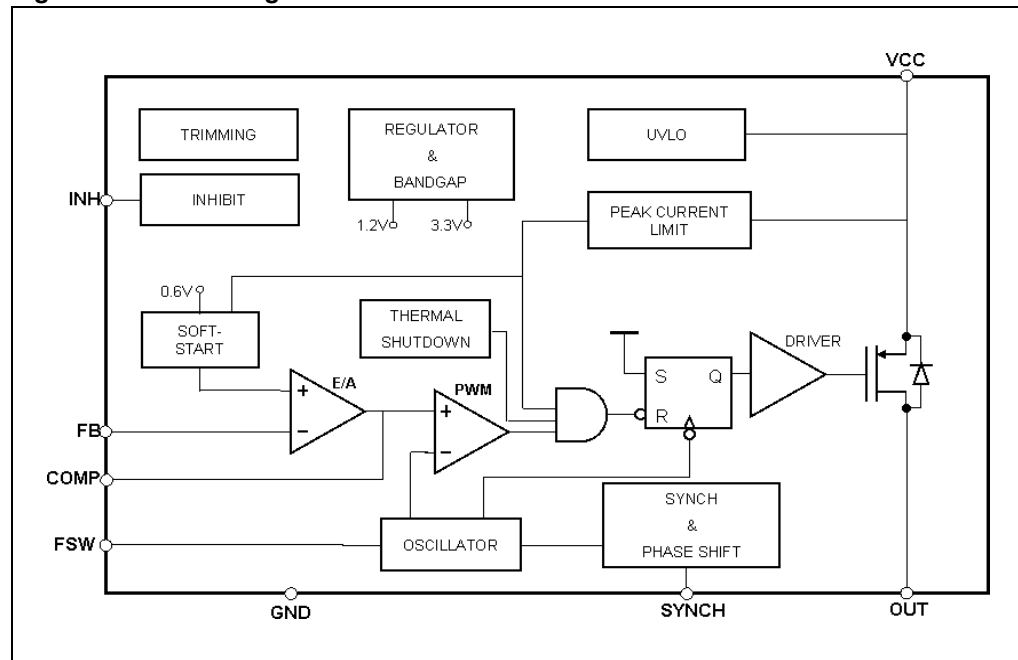 VCC
TRIMMING
REGULATOR
&
BANDGAP
UVLO
INH
INHIBIT
1.2V
3.3V
PEAK CURRENT
LIMIT
0.6V
SOFT-
START
THERMAL
SHUTDOWN
DRIVER
E/A
+
−
PWM
+
−
S
Q
R
FB
COMP
FSW
OSCILLATOR
SYNCH
&
PHASE SHIFT
GND
SYNCH
OUT